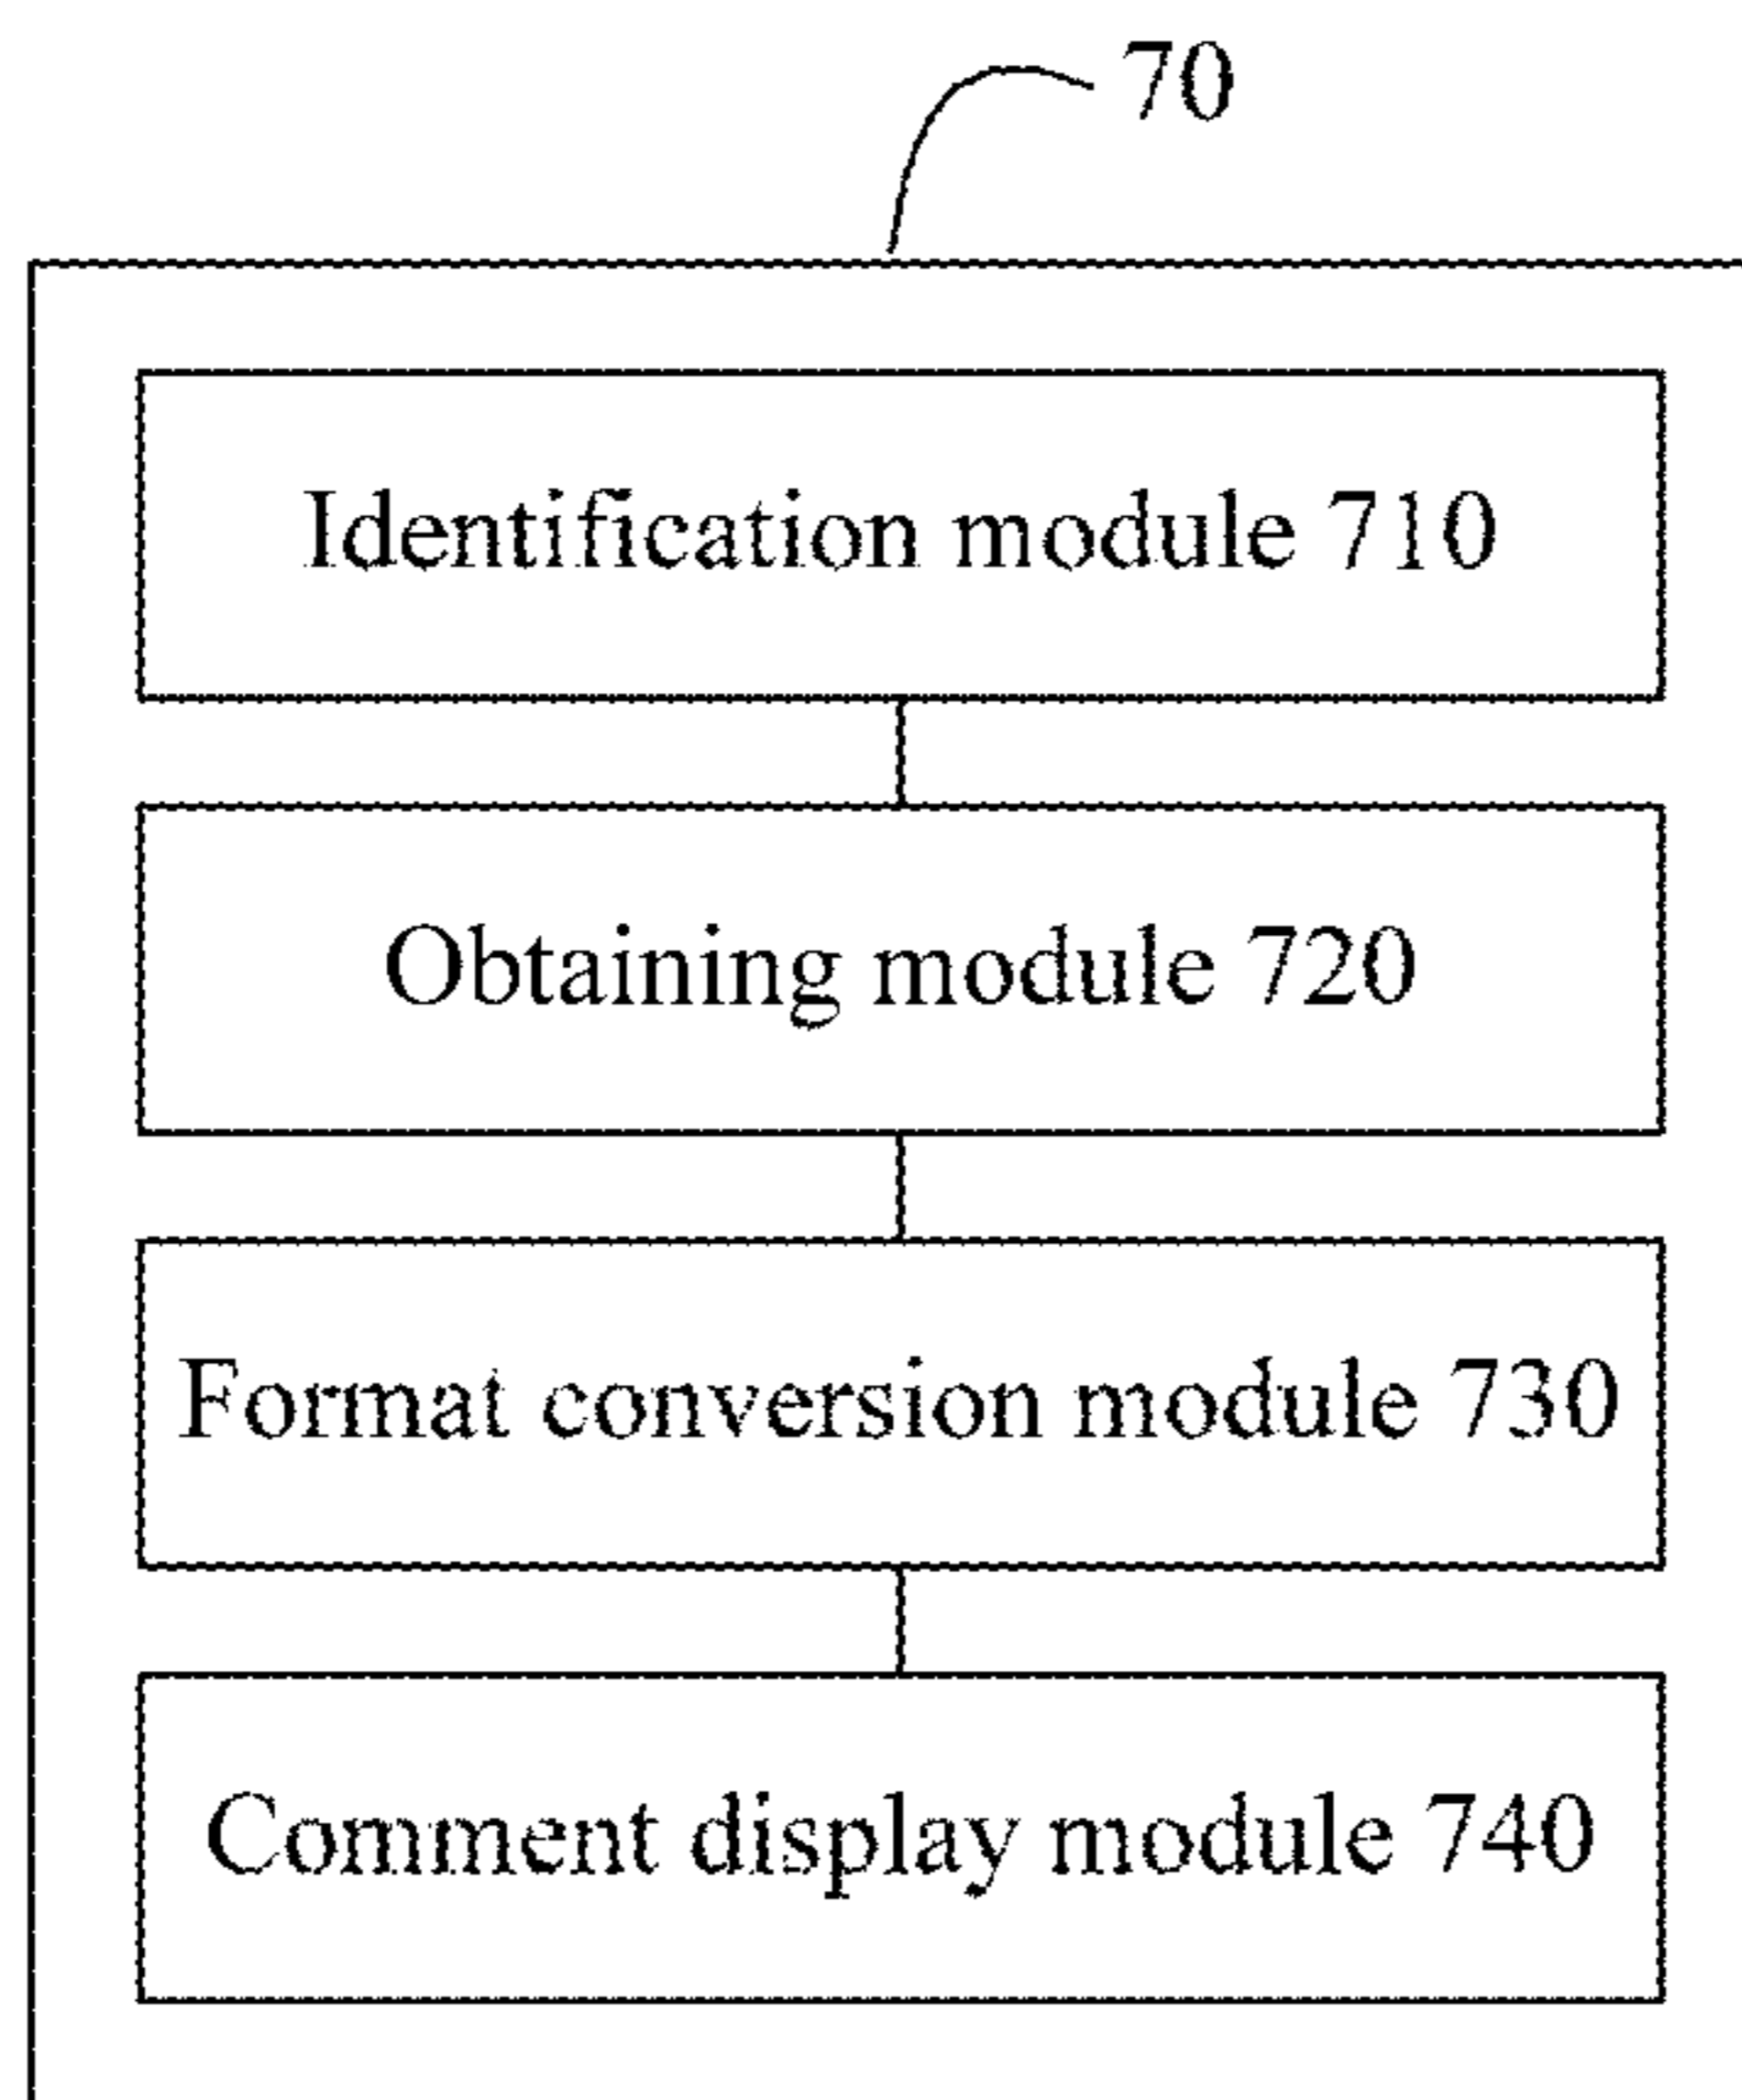 70
Identification module 710
Obtaining module 720
Format conversion module 730
Comment display module 740